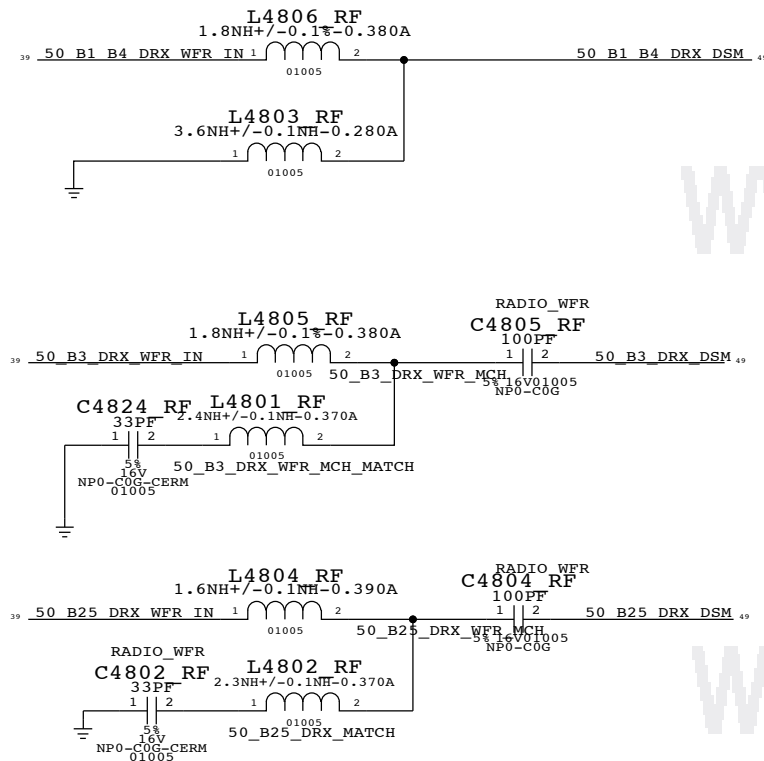 L4806_RF
1.8NH+/-0.1%-0.380A
39 50_B1_B4_DRX_WFR_IN 1 2 50_B1_B4_DRX_DSM
01005
L4803_RF
3.6NH+/-0.1NH-0.280A
1 2
01005
W
RADIO_WFR
L4805_RF C4805_RF
1.8NH+/-0.1%-0.380A 100PF
39 50_B3_DRX_WFR_IN 1 2 1 2 50_B3_DRX_DSM 49
01005 50_B3_DRX_WFR_MCH 5% 16V 01005
NP0-C0G
C4824_RF L4801_RF
33PF 2.4NH+/-0.1NH-0.370A
1 2 1 2
01005
5% 50_B3_DRX_WFR_MCH_MATCH
16V
NP0-C0G-CERM
01005
RADIO_WFR
L4804_RF C4804_RF
1.6NH+/-0.1NH-0.390A 100PF
39 50_B25_DRX_WFR_IN 1 2 1 2 50_B25_DRX_DSM 49
01005 50_B25_DRX_WFR_MCH 5% 16V 01005
NP0-C0G
RADIO_WFR
C4802_RF L4802_RF
33PF 2.3NH+/-0.1NH-0.370A
1 2 1 2
01005
5% 50_B25_DRX_MATCH
16V
NP0-C0G-CERM
01005
W